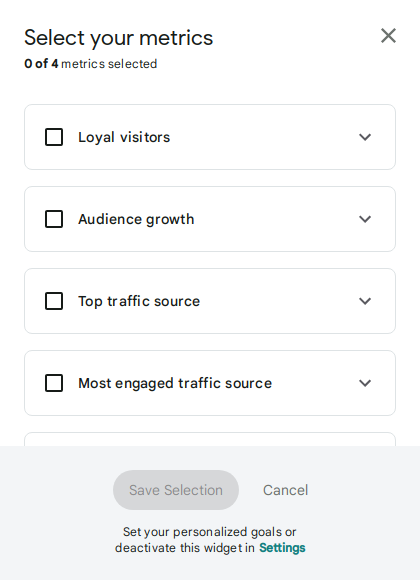 Select your metrics
0 of 4 metrics selected
Loyal visitors
Audience growth
Top traffic source
Most engaged traffic source
Save Selection
Cancel
Set your personalized goals or
deactivate this widget in Settings